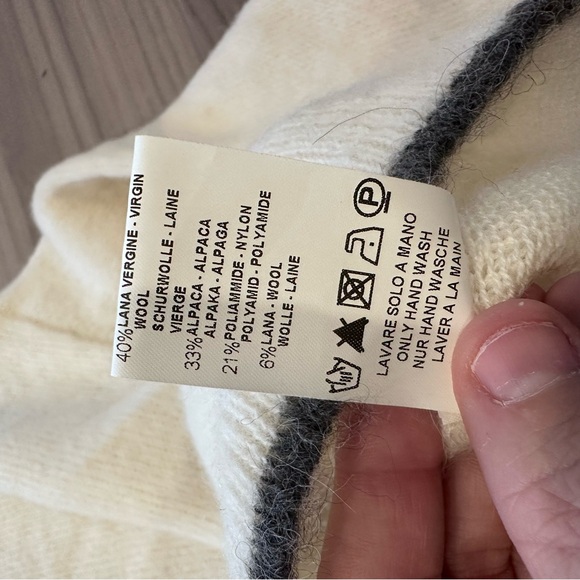 40%LANA VERGINE - VIRGIN
WOOL
SCHURWOLLE - LAINE
VIERGE
33%ALPACA - ALPACA
ALPAKA - ALPAGA
21%POLIAMMIDE - NYLON
POLYAMID - POLYAMIDE
6%LANA - WOOL
WOLLE - LAINE
P
LAVARE SOLO A MANO
ONLY HAND WASH
NUR HAND WASCHE
LAVER A LA MAIN